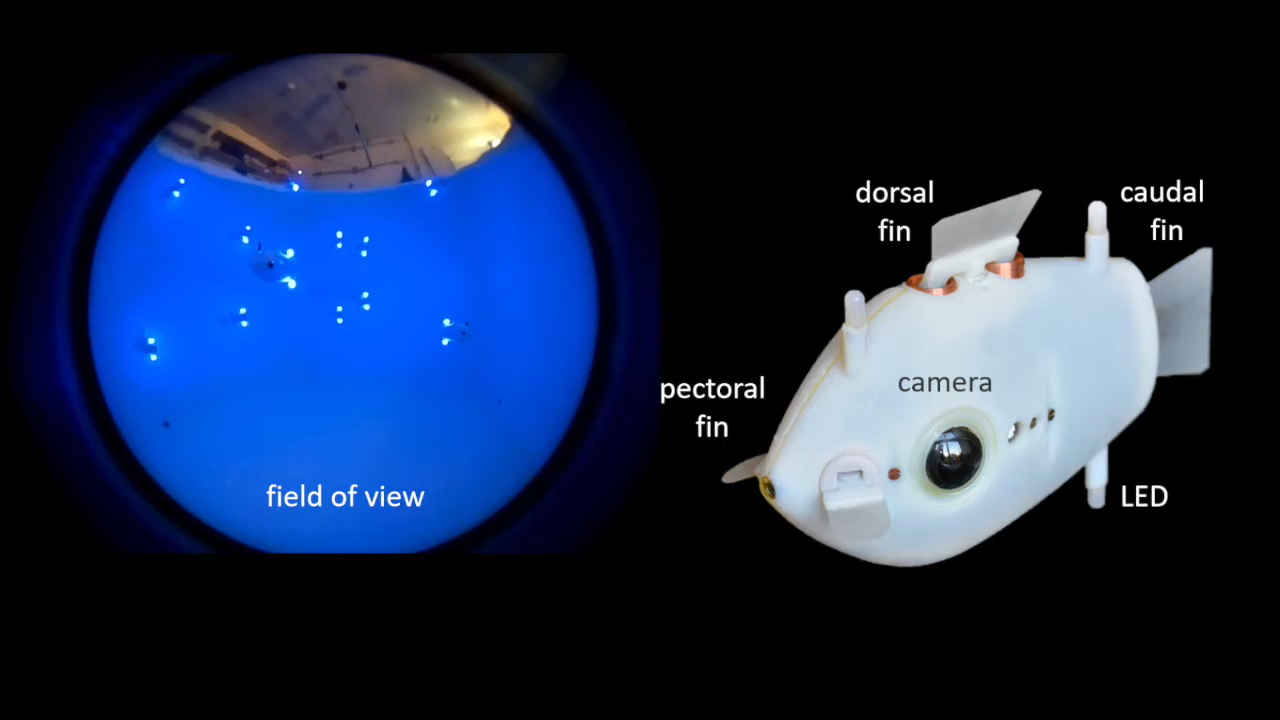 dorsal
fin
caudal
fin
pectoral
fin
camera
field of view
LED